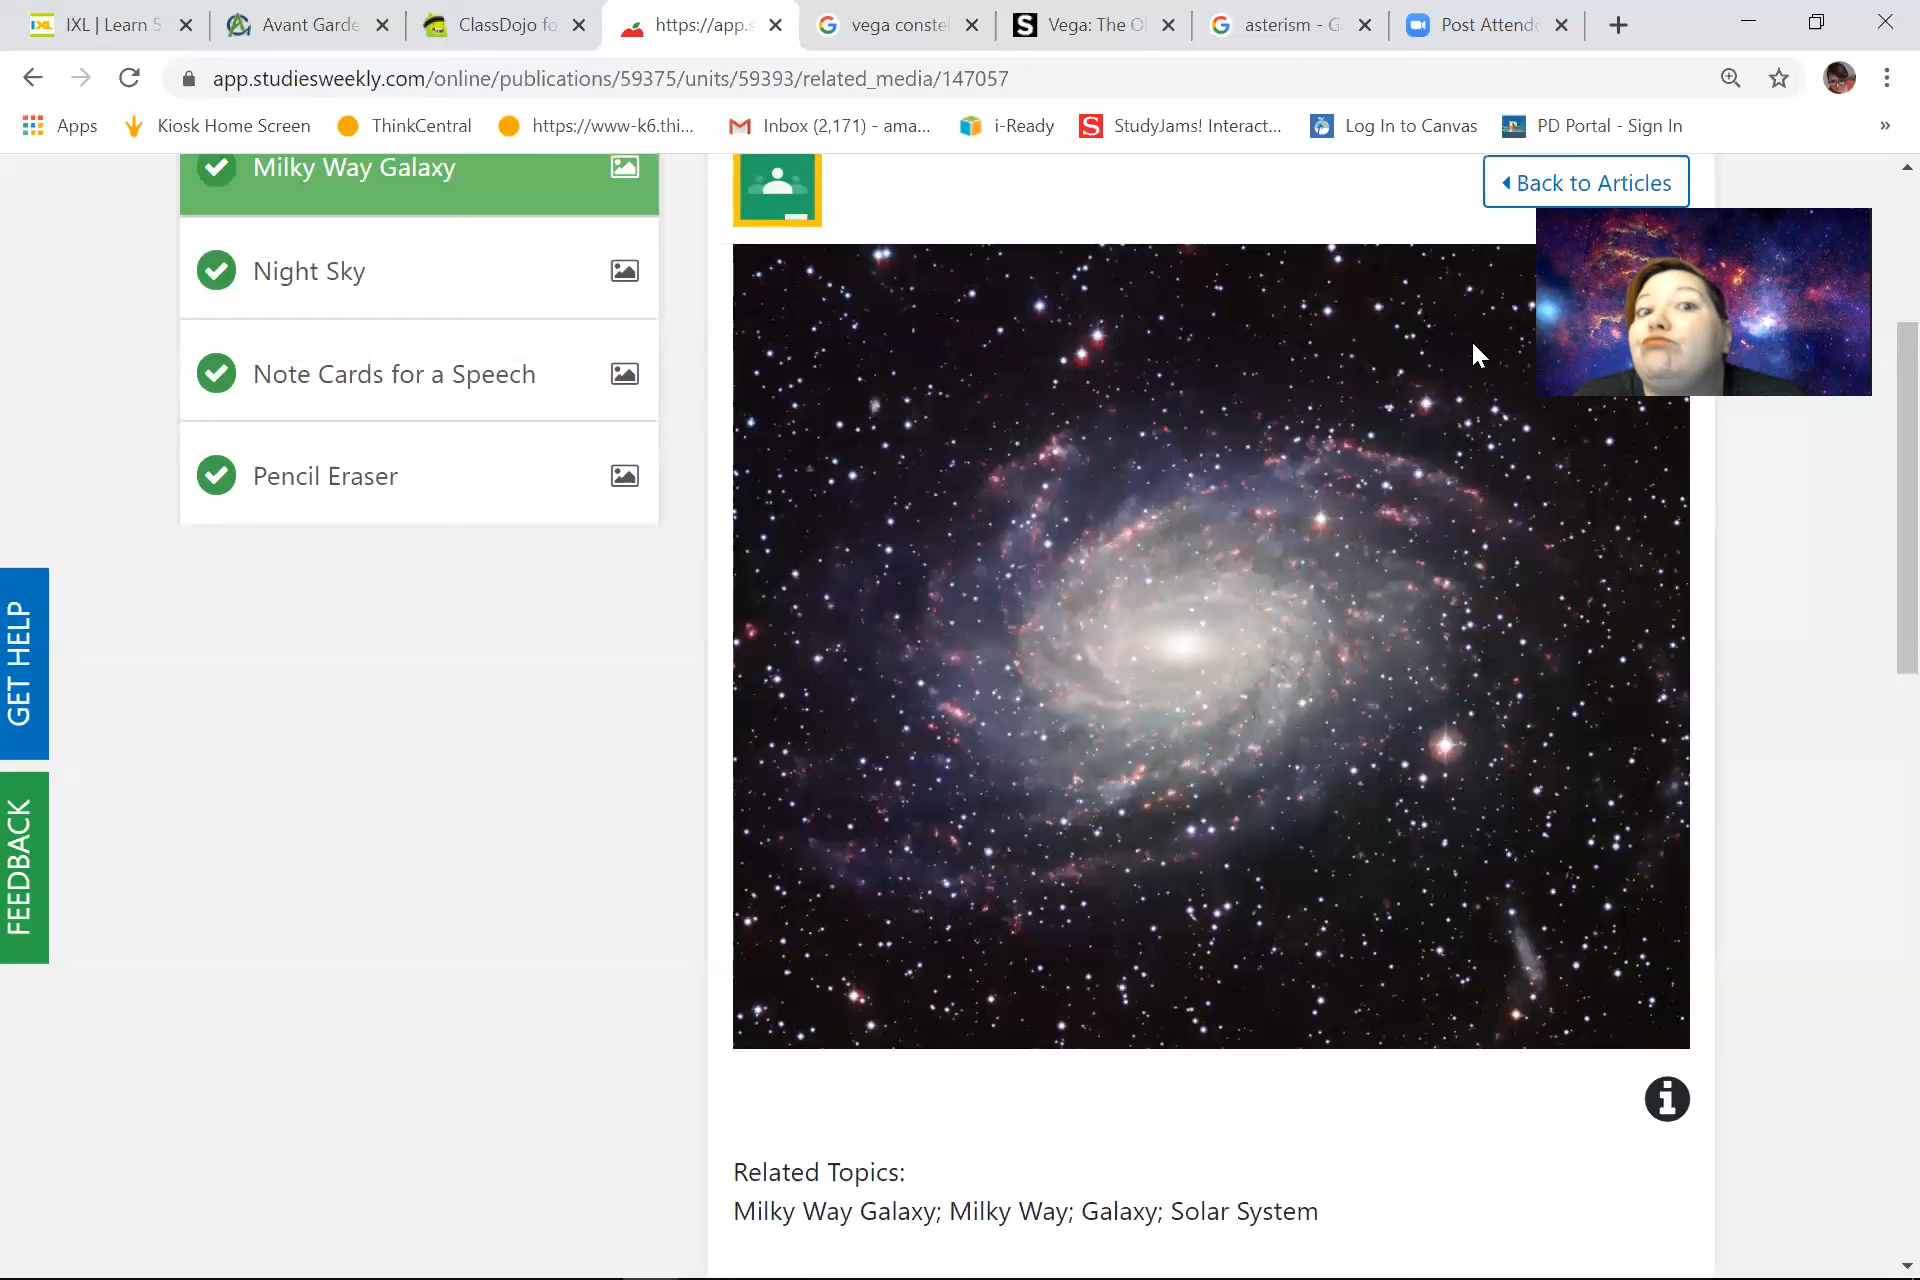 IXL | Learn S
Avant Garde
ClassDojo fo
https://app.s
vega conste
Vega: The O
asterism - G
Post Attende
app.studiesweekly.com/online/publications/59375/units/59393/related_media/147057
Apps
Kiosk Home Screen
ThinkCentral
https://www-k6.thi...
Inbox (2,171) - ama...
i-Ready
StudyJams! Interact...
Log In to Canvas
PD Portal - Sign In
»
Milky Way Galaxy
Back to Articles
Night Sky
Note Cards for a Speech
Pencil Eraser
GET HELP
FEEDBACK
Related Topics:
Milky Way Galaxy; Milky Way; Galaxy; Solar System